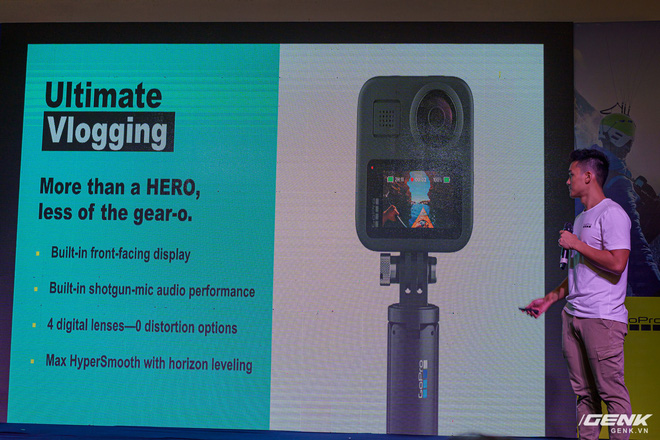 Ultimate
Vlogging
More than a HERO,
less of the gear-o.
Built-in front-facing display
Built-in shotgun-mic audio performance
4 digital lenses—0 distortion options
Max HyperSmooth with horizon leveling
GoPro
GoPro
GENK
GENK.VN